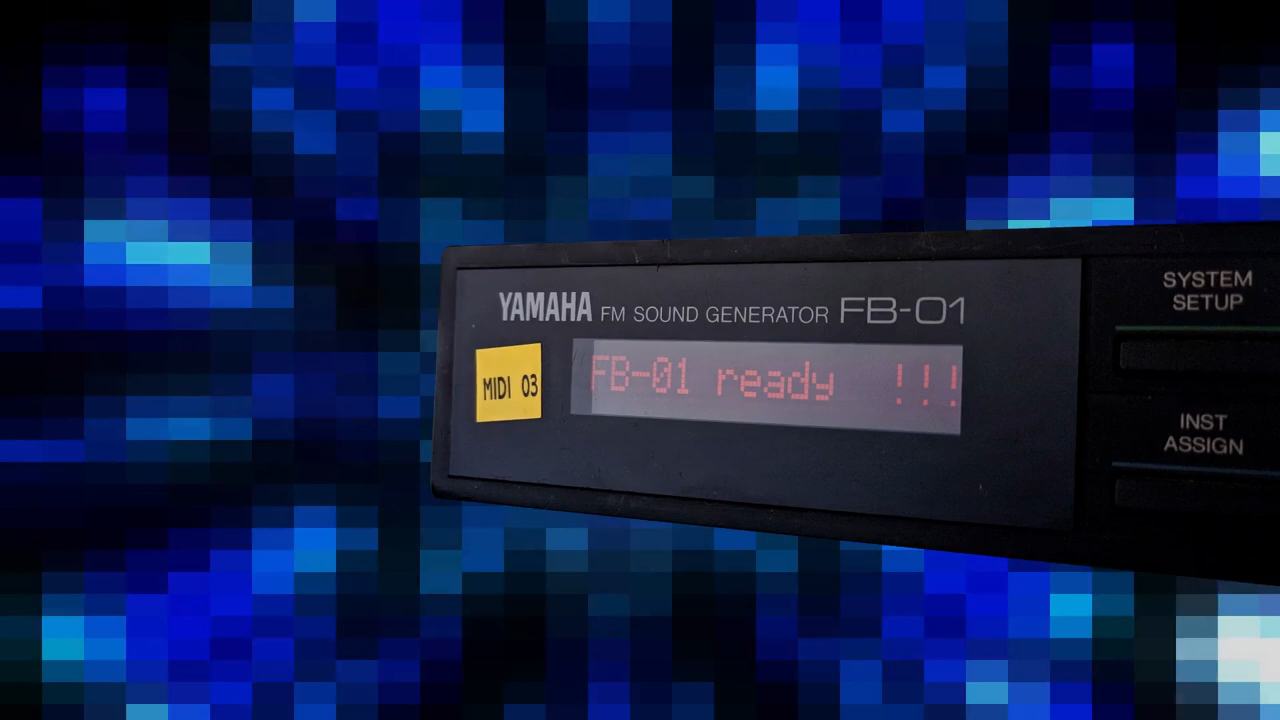 YAMAHA FM SOUND GENERATOR FB-01
MIDI 03
FB-01 ready !!!
SYSTEM
SETUP
INST
ASSIGN